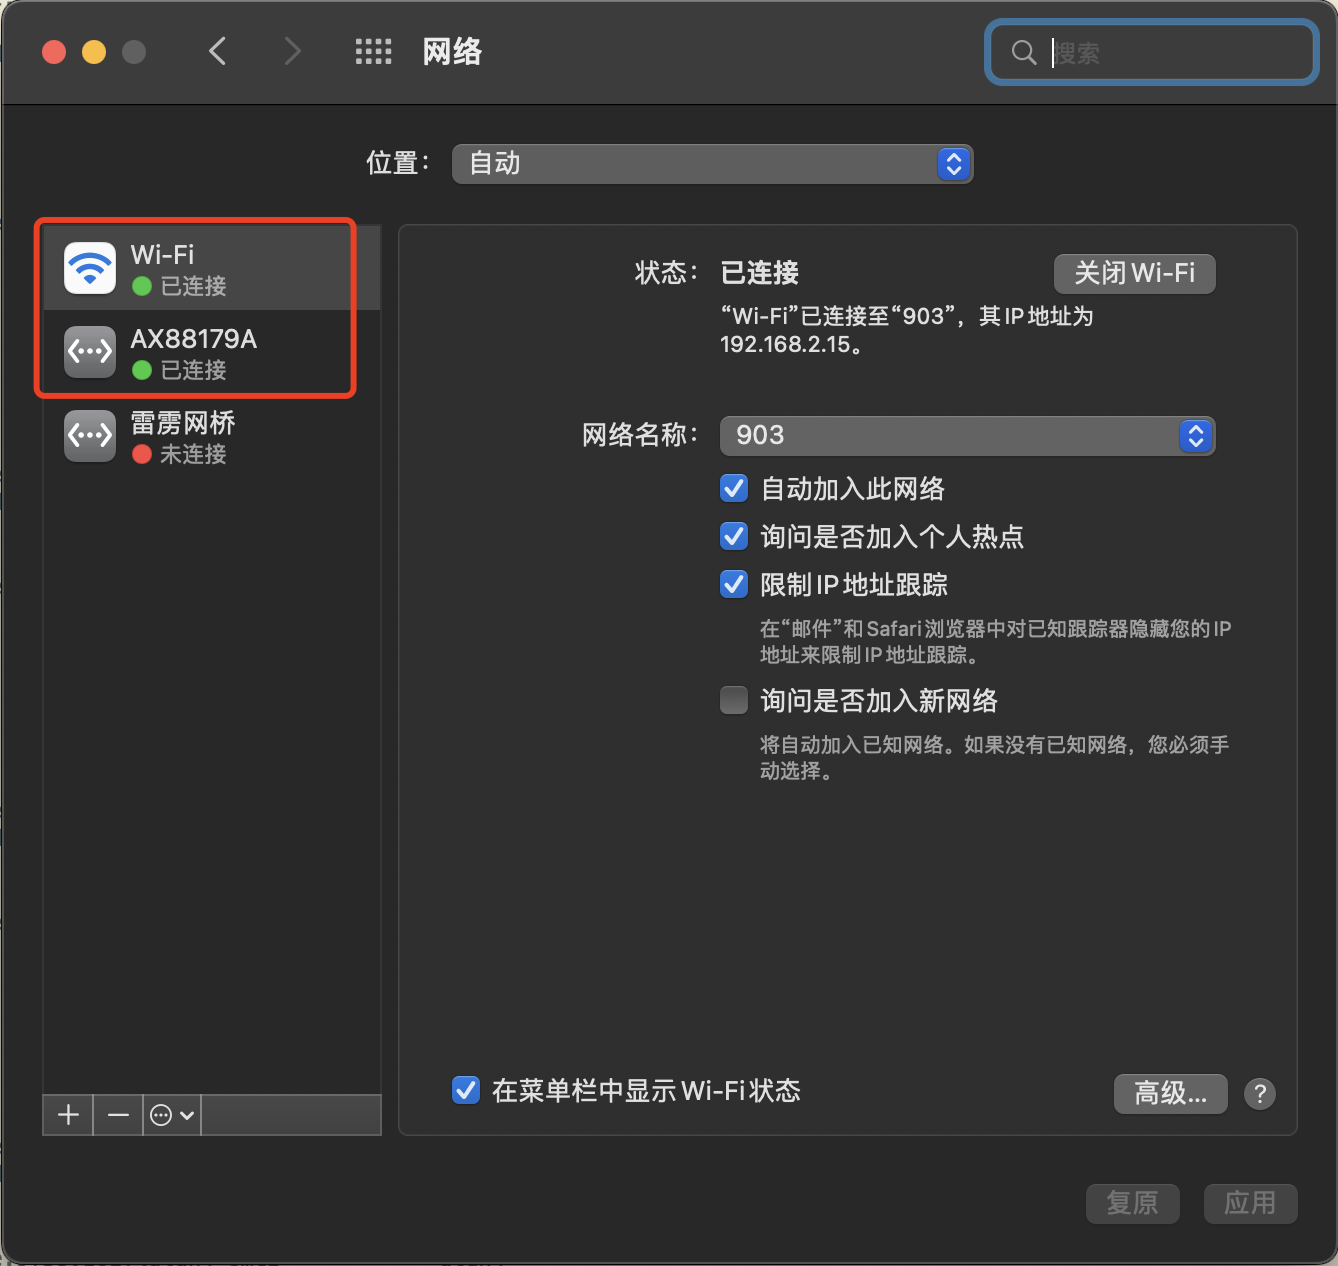 网络
搜索
位置：
自动
Wi-Fi
已连接
AX88179A
已连接
雷雳网桥
未连接
状态：
已连接
关闭 Wi-Fi
“Wi-Fi”已连接至“903”，其 IP 地址为
192.168.2.15。
网络名称：
903
自动加入此网络
询问是否加入个人热点
限制 IP 地址跟踪
在“邮件”和 Safari 浏览器中对已知跟踪器隐藏您的 IP
地址来限制 IP 地址跟踪。
询问是否加入新网络
将自动加入已知网络。如果没有已知网络，您必须手
动选择。
在菜单栏中显示 Wi-Fi 状态
高级...
?
复原
应用